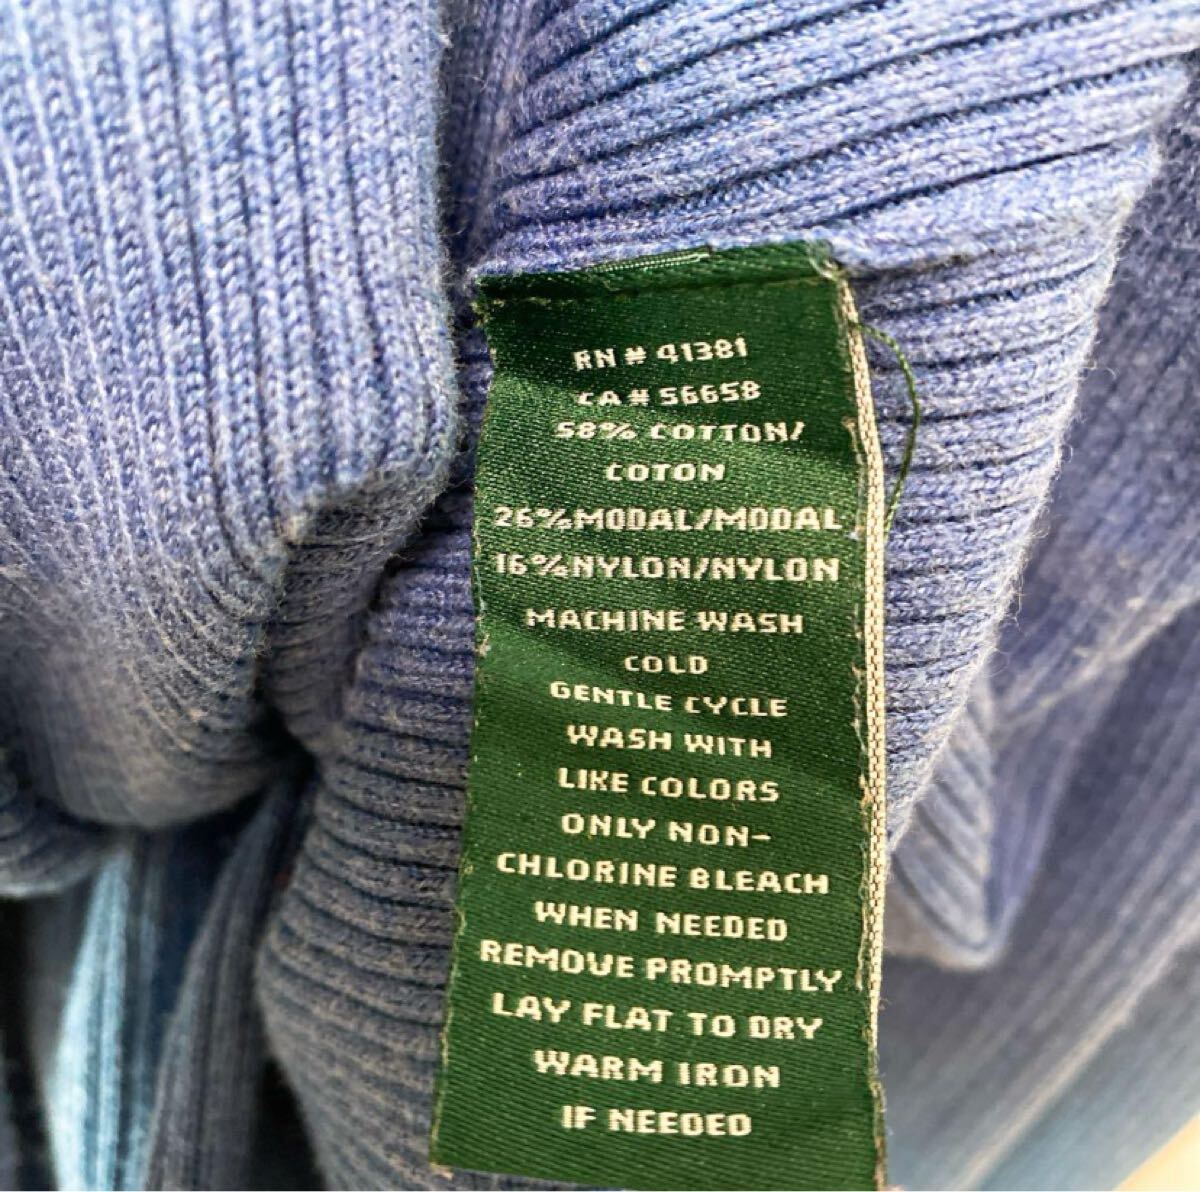 RN # 41381
CA # 56658
58% COTTON/
COTON
26% MODAL/MODAL
16% NYLON/NYLON
MACHINE WASH
COLD
GENTLE CYCLE
WASH WITH
LIKE COLORS
ONLY NON-
CHLORINE BLEACH
WHEN NEEDED
REMOVE PROMPTLY
LAY FLAT TO DRY
WARM IRON
IF NEEDED